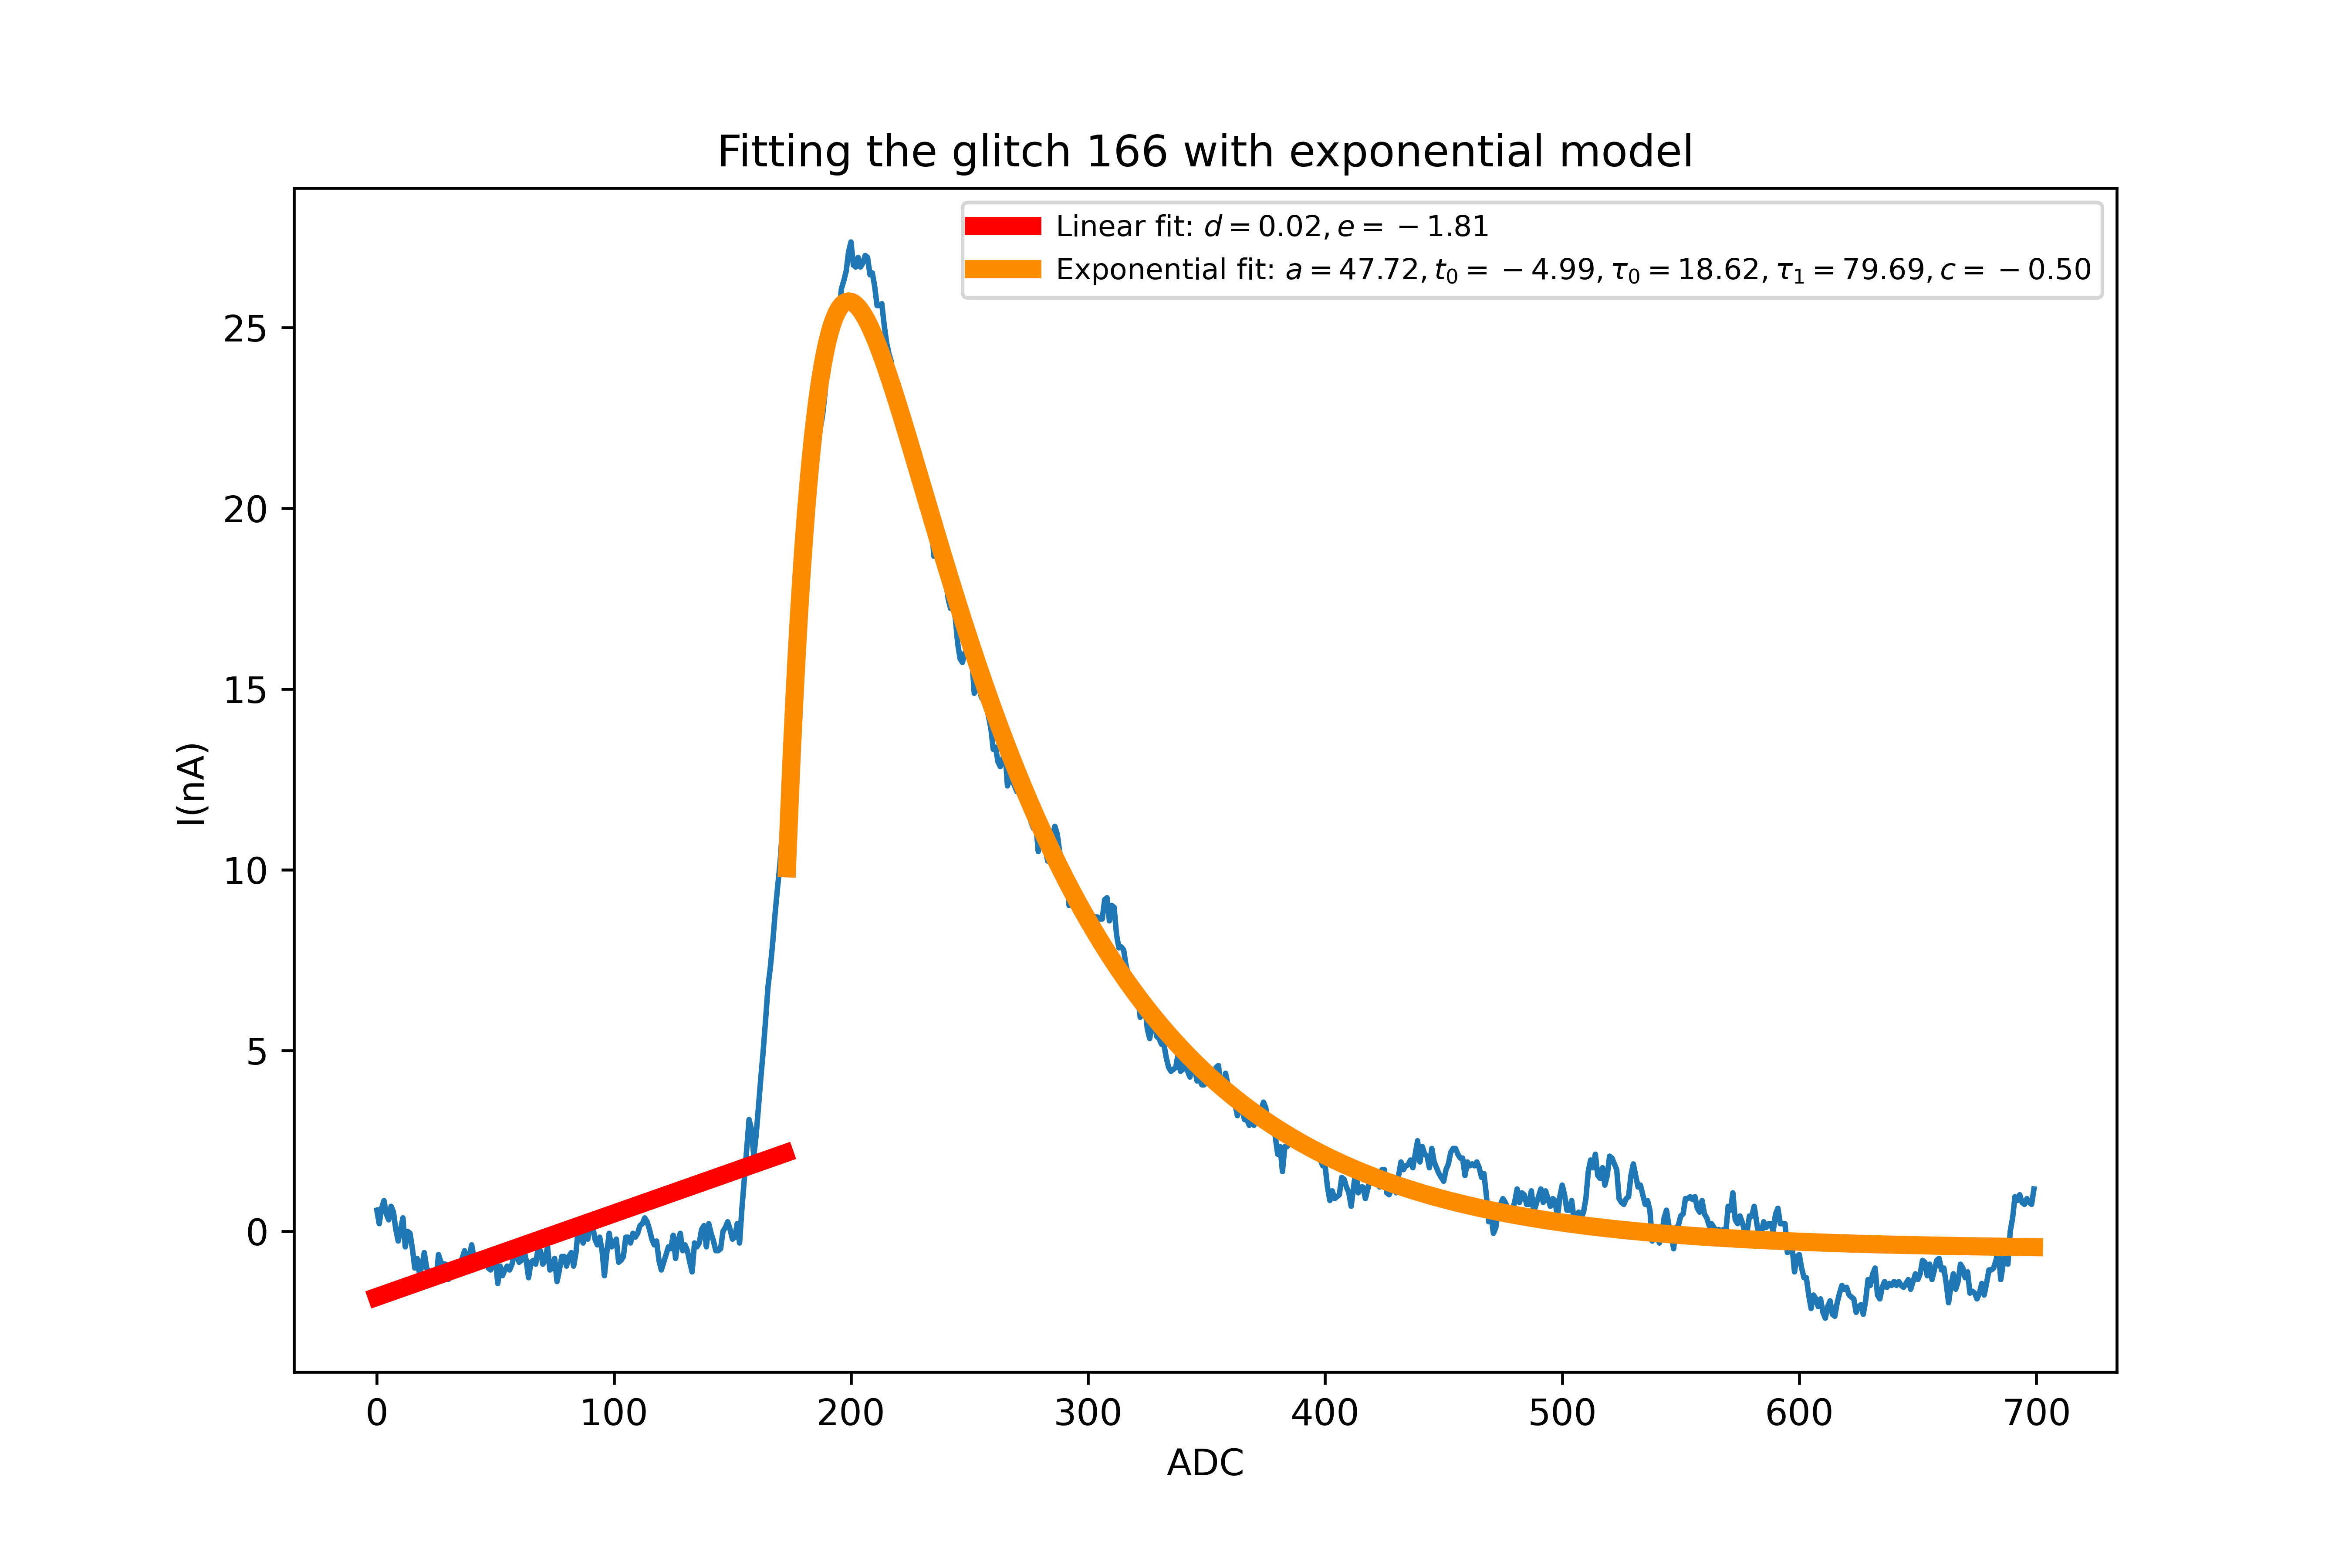 Fitting the glitch 166 with exponential model
Linear fit: d = 0.02, e = −1.81
Exponential fit: a = 47.72, t₀ = −4.99, τ₀ = 18.62, τ₁ = 79.69, c = −0.50
25
20
15
10
5
0
I(nA)
0 100 200 300 400 500 600 700
ADC